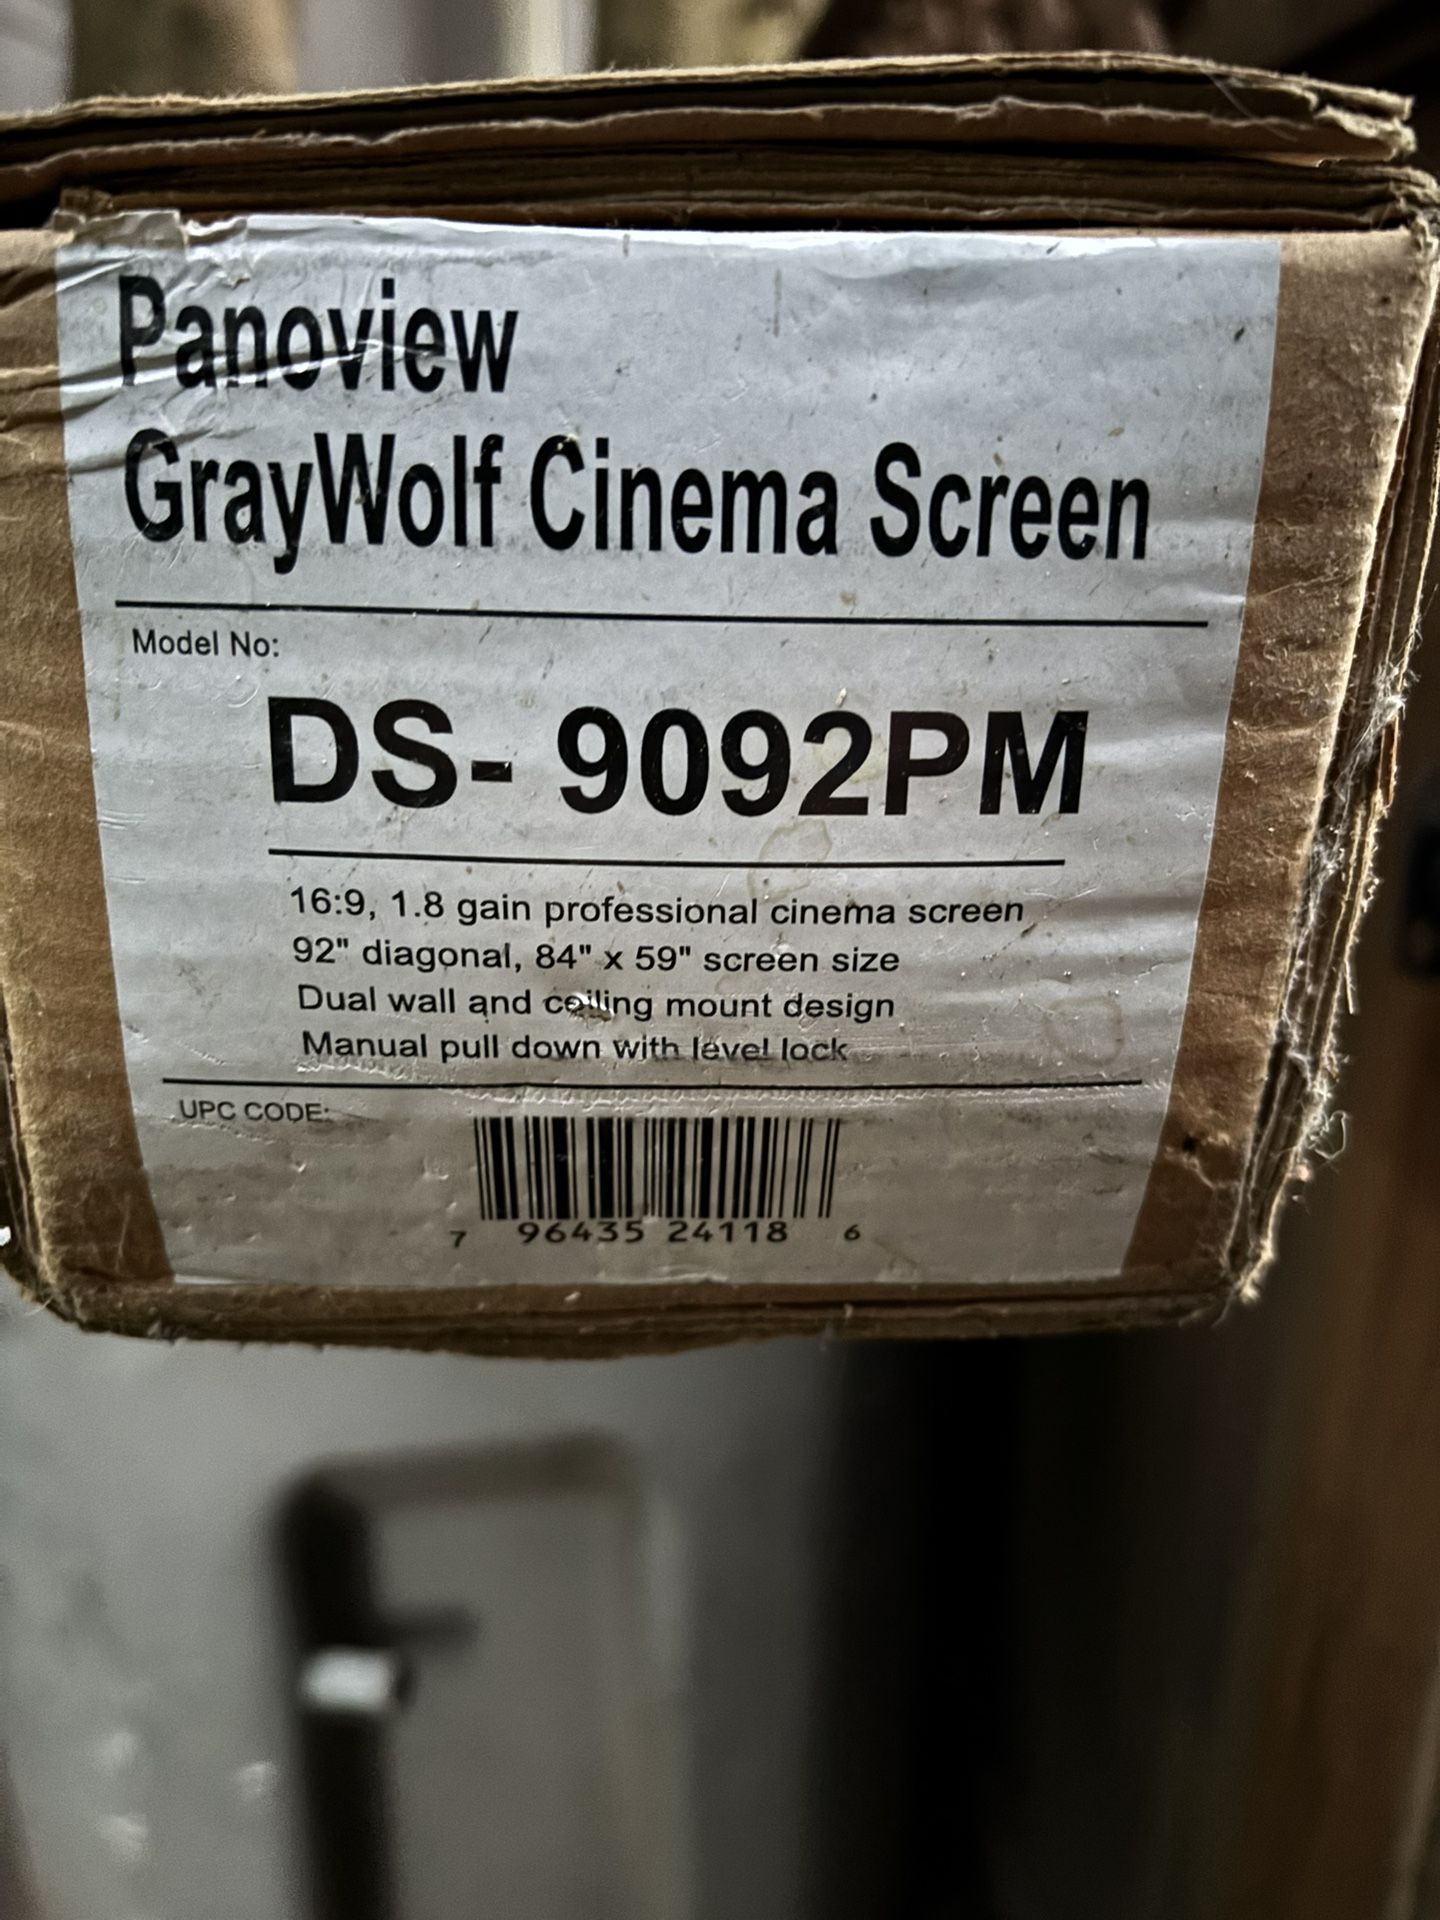 Panoview
GrayWolf Cinema Screen
Model No:
DS- 9092PM
16:9, 1.8 gain professional cinema screen
92" diagonal, 84" x 59" screen size
Dual wall and ceiling mount design
Manual pull down with level lock
UPC CODE:
7 96435 24118 6